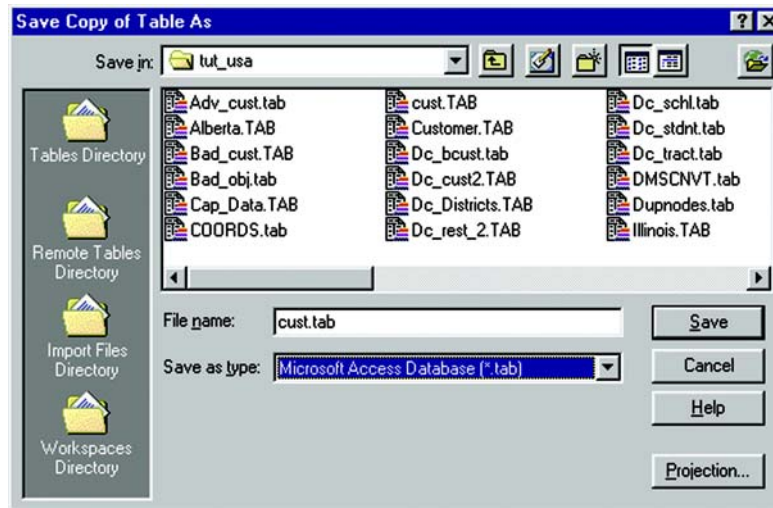 Save Copy of Table As
Save in: tut_usa
Tables Directory
Remote Tables
Directory
Import Files
Directory
Workspaces
Directory
Adv_cust.tab
Alberta.TAB
Bad_cust.TAB
Bad_obj.tab
Cap_Data.TAB
COORDS.tab
cust.TAB
Customer.TAB
Dc_bcust.tab
Dc_cust2.TAB
Dc_Districts.TAB
Dc_rest_2.TAB
Dc_schl.tab
Dc_stdnt.tab
Dc_tract.tab
DMSCNVT.tab
Dupnodes.tab
Illinois.TAB
File name: cust.tab
Save as type: Microsoft Access Database (*.tab)
Save
Cancel
Help
Projection...